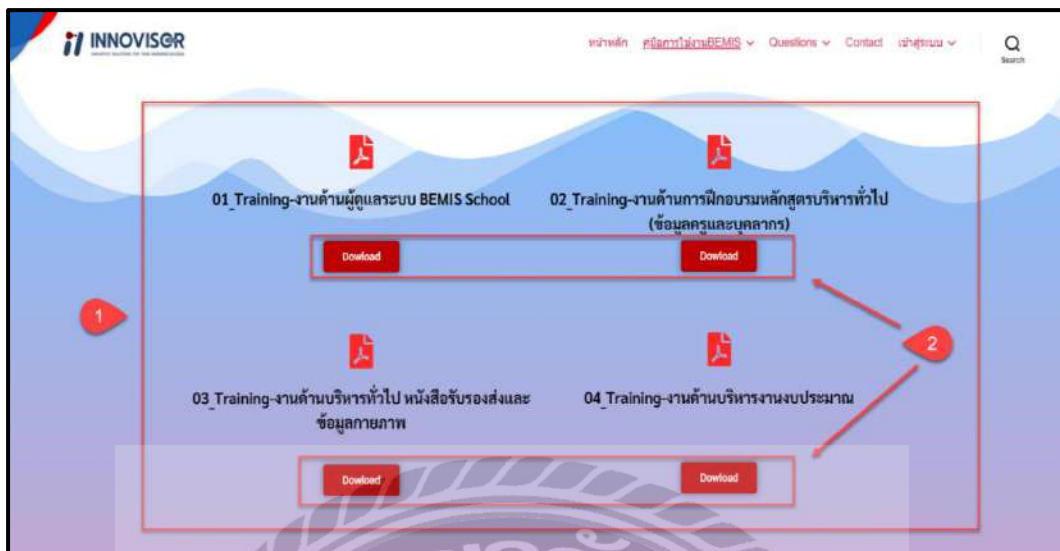 INNOVISOR
หน้าหลัก คู่มือการใช้งานBEMIS Questions Contact เข้าสู่ระบบ
Search
01_Training-งานด้านผู้ดูแลระบบ BEMIS School
02_Training-งานด้านการฝึกอบรมหลักสูตรบริหารทั่วไป
(ข้อมูลครูและบุคลากร)
Dowload
Dowload
1
2
03_Training-งานด้านบริหารทั่วไป หนังสือรับรองส่งและ
ข้อมูลกายภาพ
04_Training-งานด้านบริหารงานงบประมาณ
Dowload
Dowload